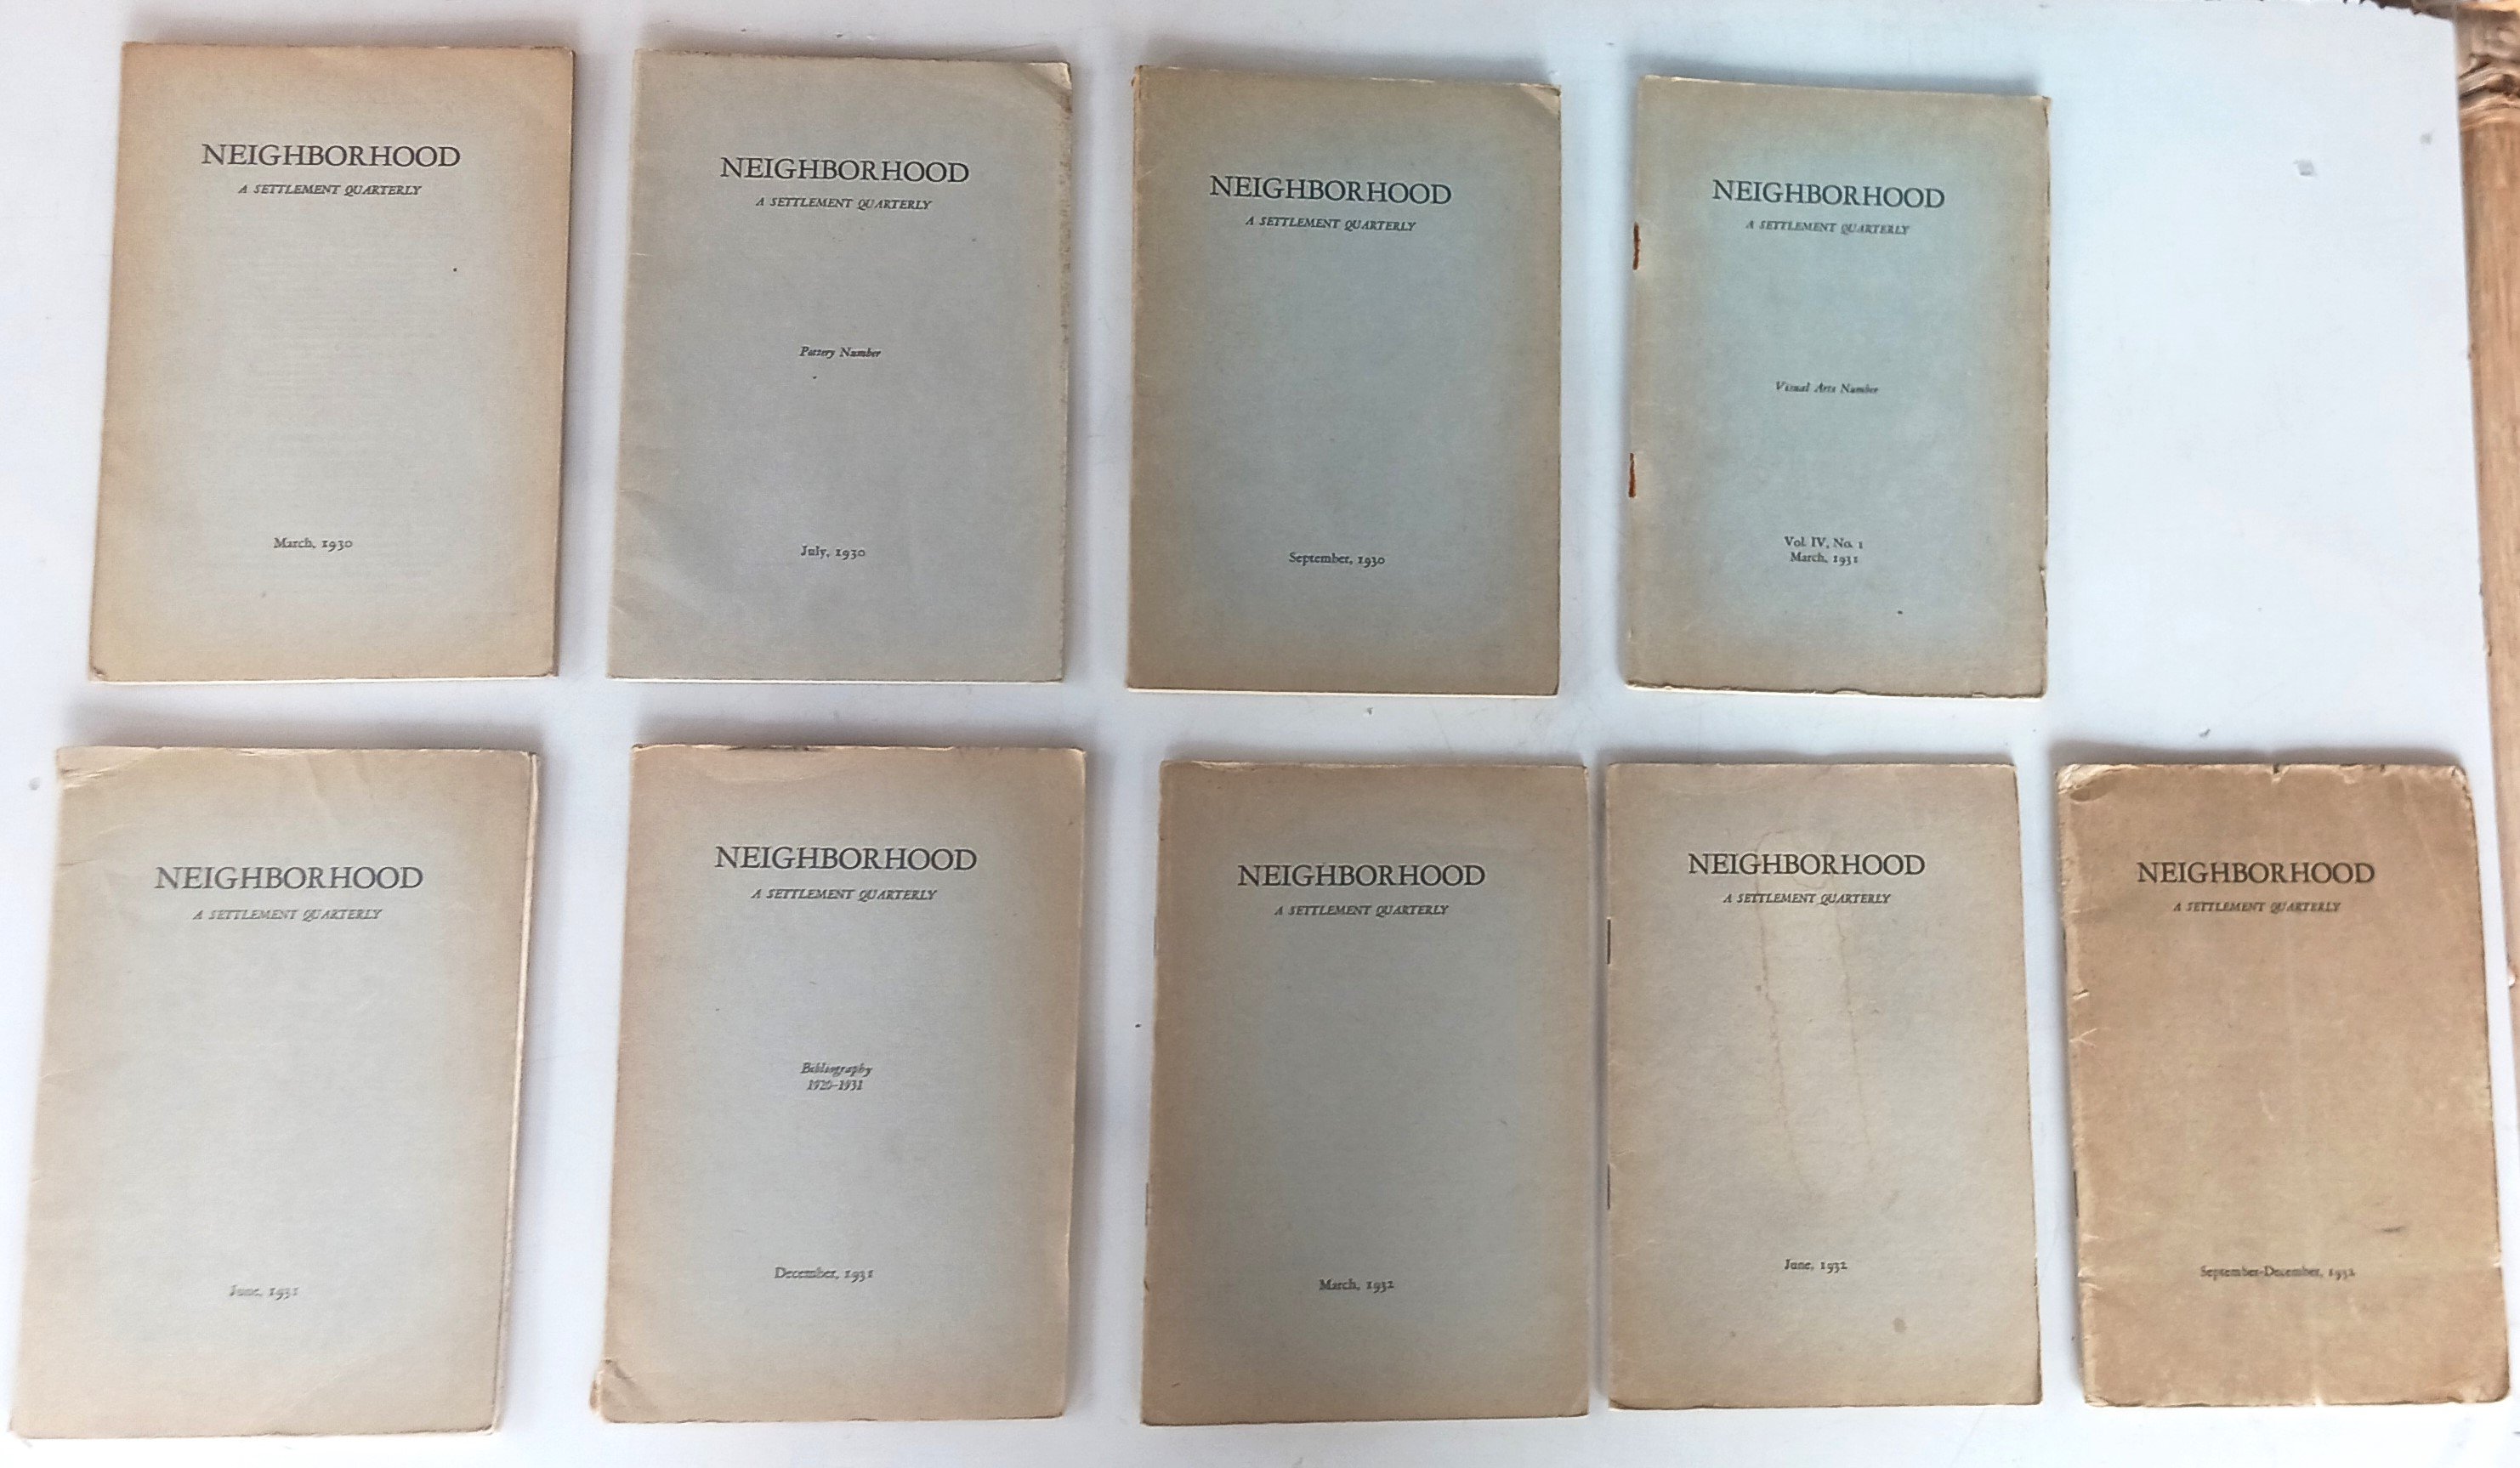 NEIGHBORHOOD
A SETTLEMENT QUARTERLY
March, 1930
NEIGHBORHOOD
A SETTLEMENT QUARTERLY
Pottery Number
July, 1930
NEIGHBORHOOD
A SETTLEMENT QUARTERLY
September, 1930
NEIGHBORHOOD
A SETTLEMENT QUARTERLY
Visual Arts Number
Vol. IV, No. 1
March, 1931
NEIGHBORHOOD
A SETTLEMENT QUARTERLY
June, 1931
NEIGHBORHOOD
A SETTLEMENT QUARTERLY
Bibliography
1920-1931
December, 1931
NEIGHBORHOOD
A SETTLEMENT QUARTERLY
March, 1932
NEIGHBORHOOD
A SETTLEMENT QUARTERLY
June, 1932
NEIGHBORHOOD
A SETTLEMENT QUARTERLY
September-December, 1932